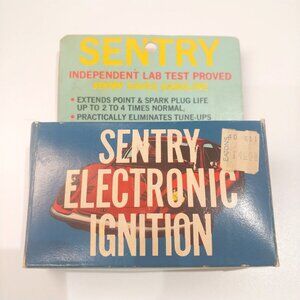 SENTRY
INDEPENDENT LAB TEST PROVED
• EXTENDS POINT & SPARK PLUG LIFE
UP TO 2 TO 4 TIMES NORMAL,
• PRACTICALLY ELIMINATES TUNE-UPS
SENTRY
ELECTRONIC
IGNITION
EATON'S